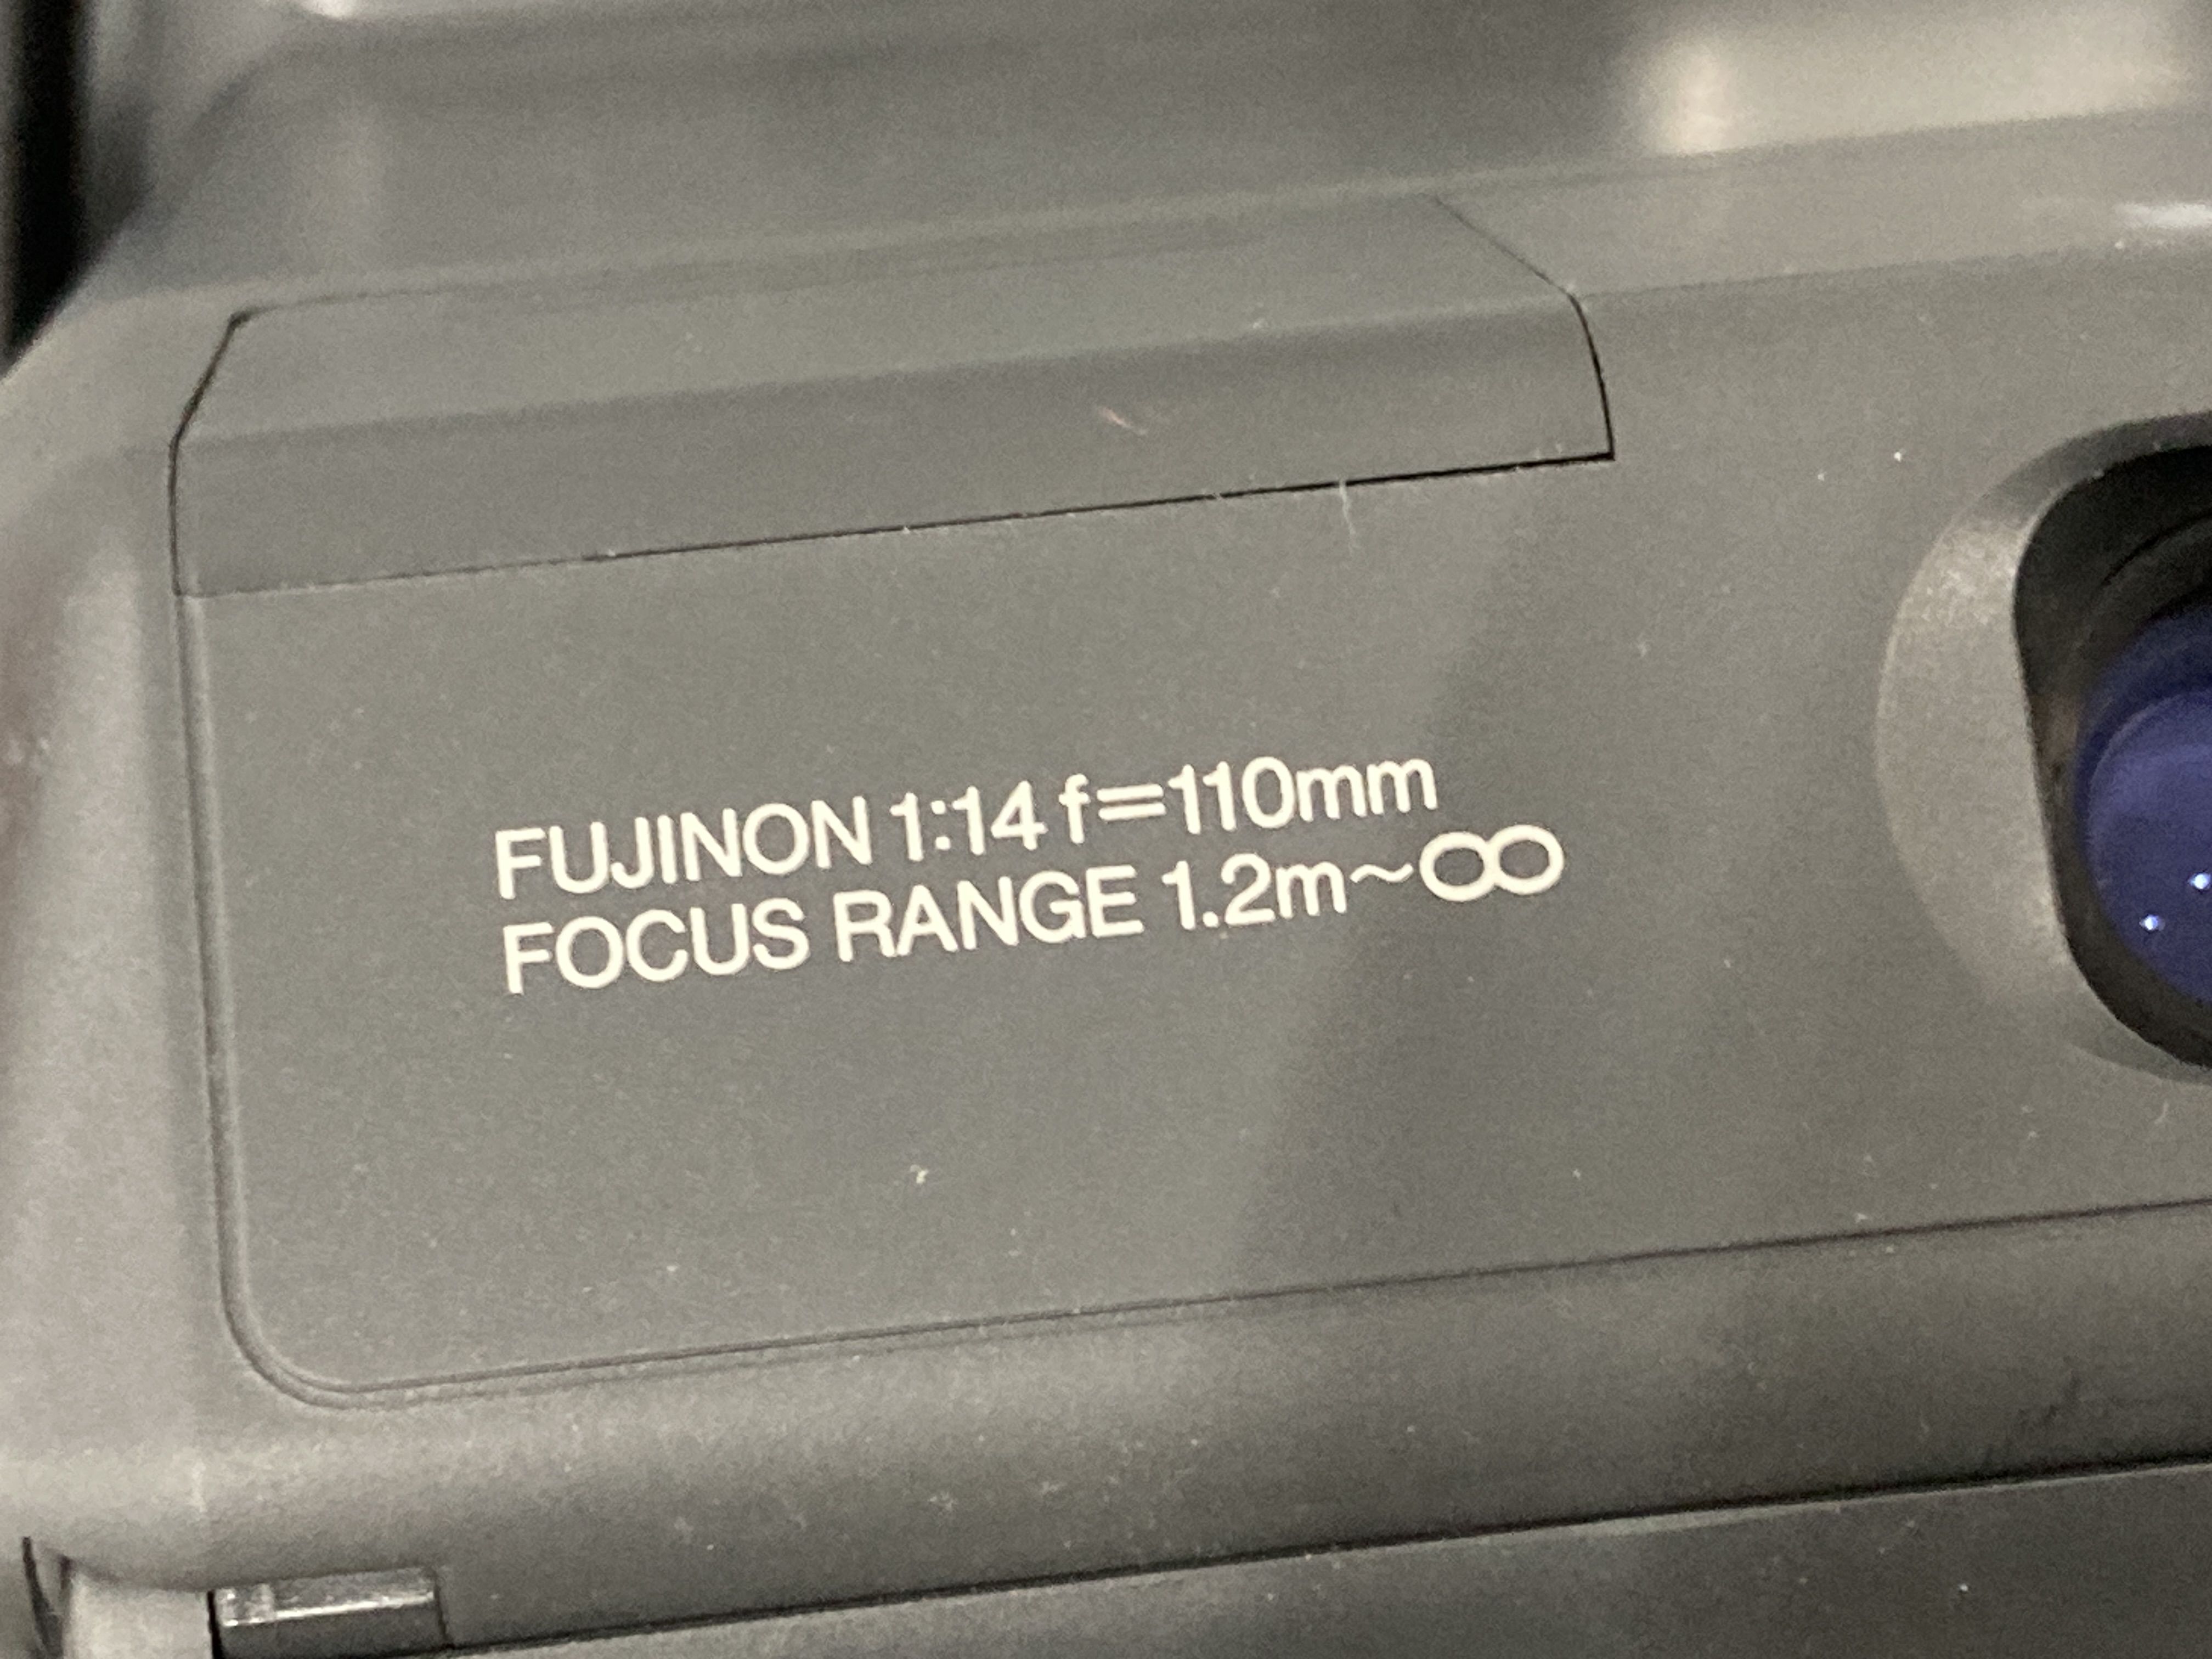 FUJINON 1:14 f=110mm
FOCUS RANGE 1.2m~∞